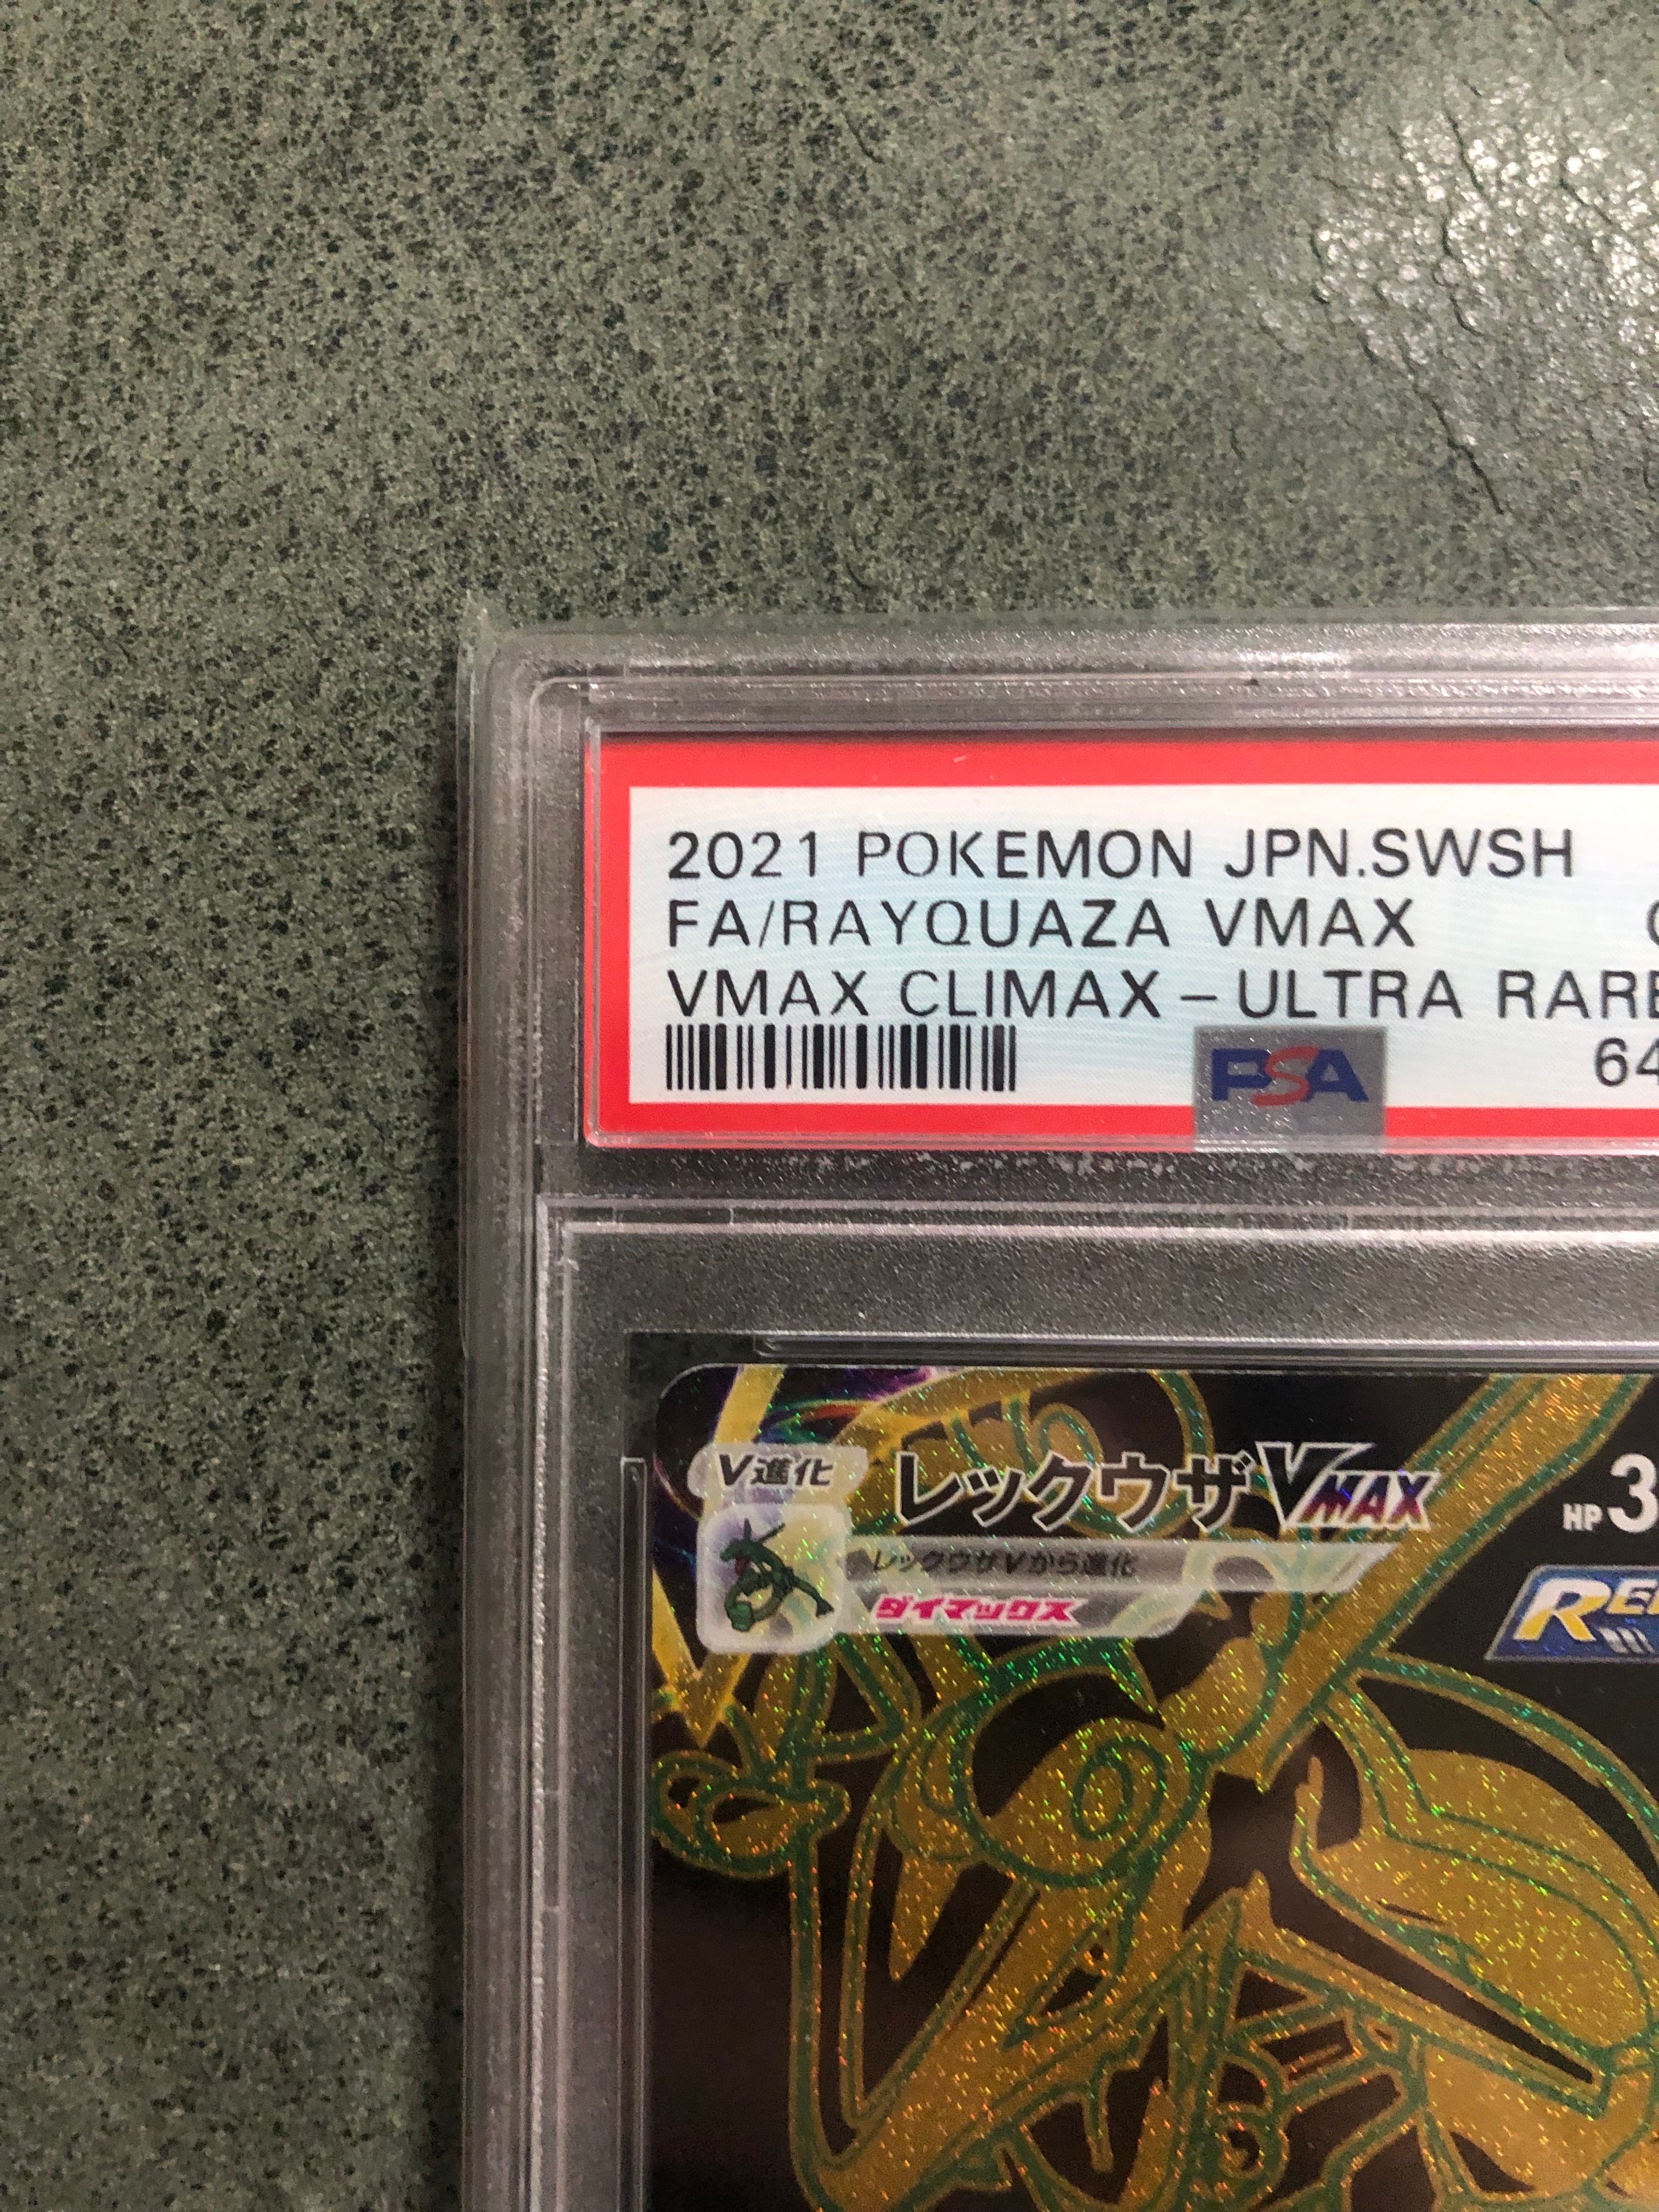 2021 POKEMON JPN.SWSH
FA/RAYQUAZA VMAX
VMAX CLIMAX-ULTRA RARE
PSA 64
V進化 レックウザVMAX HP3
レックウザVから進化
ダイマックス